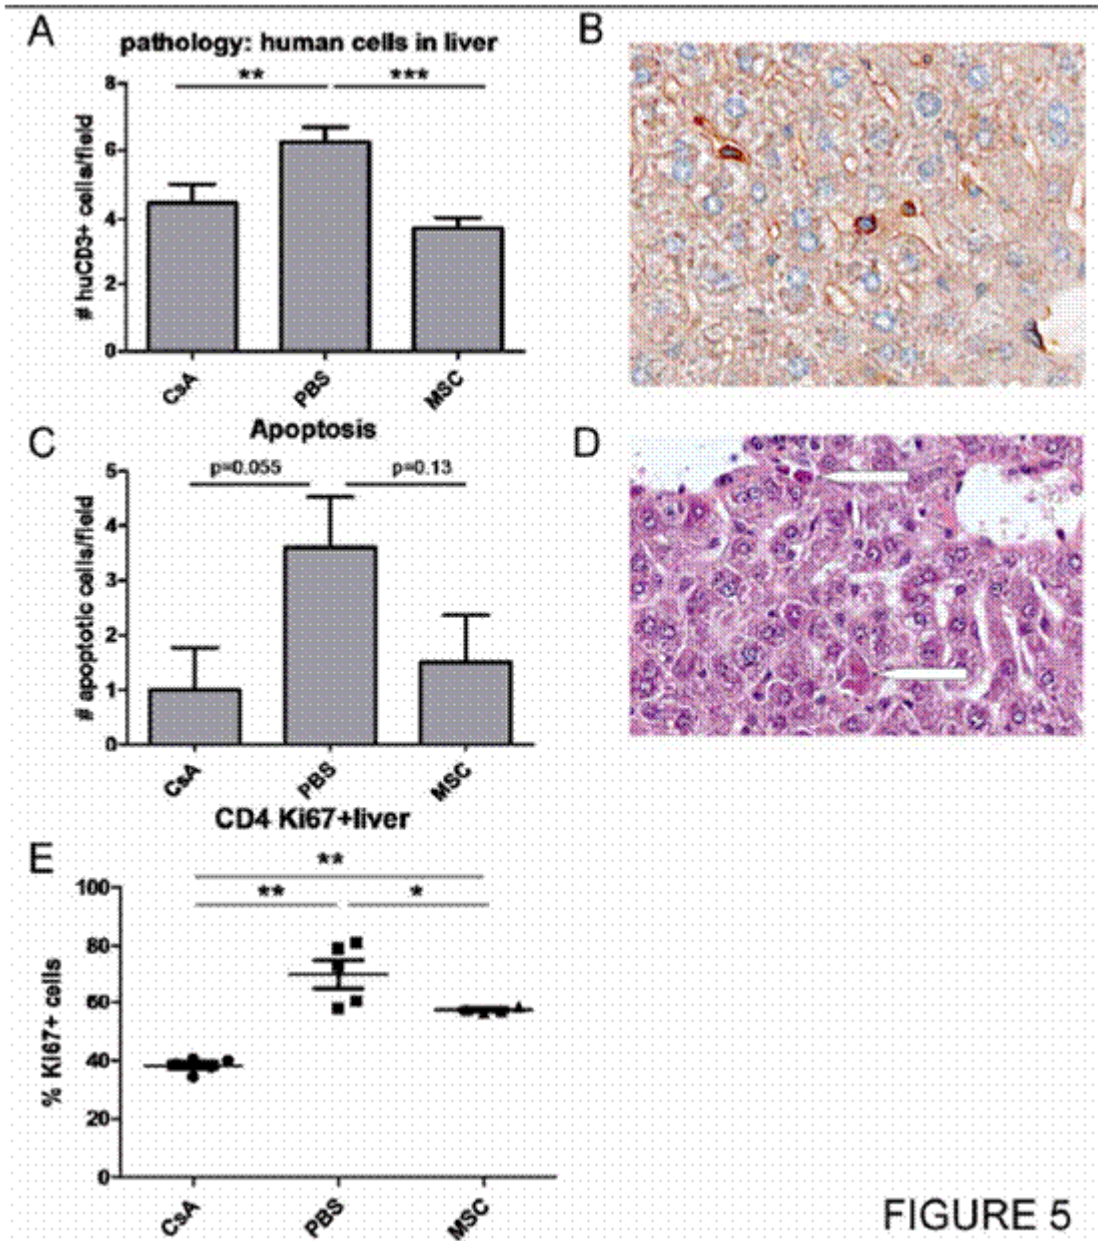 A
pathology: human cells in liver
** ***
# huCD3+ cells/field
8
6
4
2
0
CsA PBS MSC
B
C
Apoptosis
p=0.055 p=0.13
# apoptotic cells/field
5
4
3
2
1
0
CsA PBS MSC
D
CD4 Ki67+liver
E
**
** *
% Ki67+ cells
100
80
60
40
20
0
CsA PBS MSC
FIGURE 5